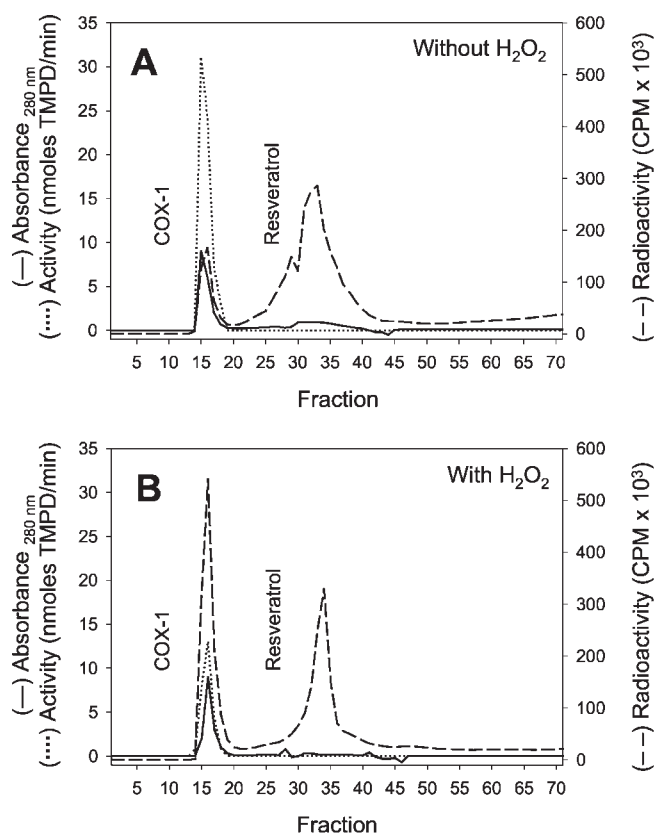 A
Without H₂O₂
COX-1
Resveratrol
(—) Absorbance 280 nm
(····) Activity (nmoles TMPD/min)
35
30
25
20
15
10
5
0
600
500
400
300
200
100
0
(– –) Radioactivity (CPM x 10³)
5 10 15 20 25 30 35 40 45 50 55 60 65 70
Fraction
B
With H₂O₂
COX-1
Resveratrol
(—) Absorbance 280 nm
(····) Activity (nmoles TMPD/min)
35
30
25
20
15
10
5
0
600
500
400
300
200
100
0
(– –) Radioactivity (CPM x 10³)
5 10 15 20 25 30 35 40 45 50 55 60 65 70
Fraction